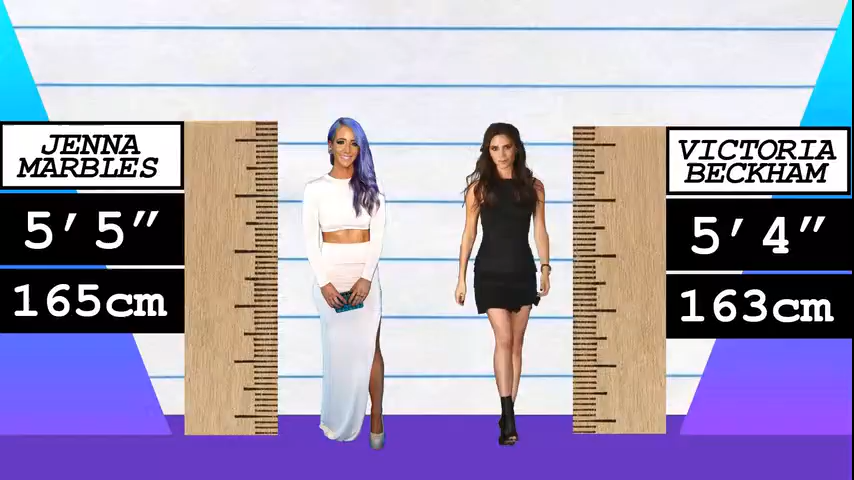 JENNA
MARBLES
5'5"
165cm
VICTORIA
BECKHAM
5'4"
163cm